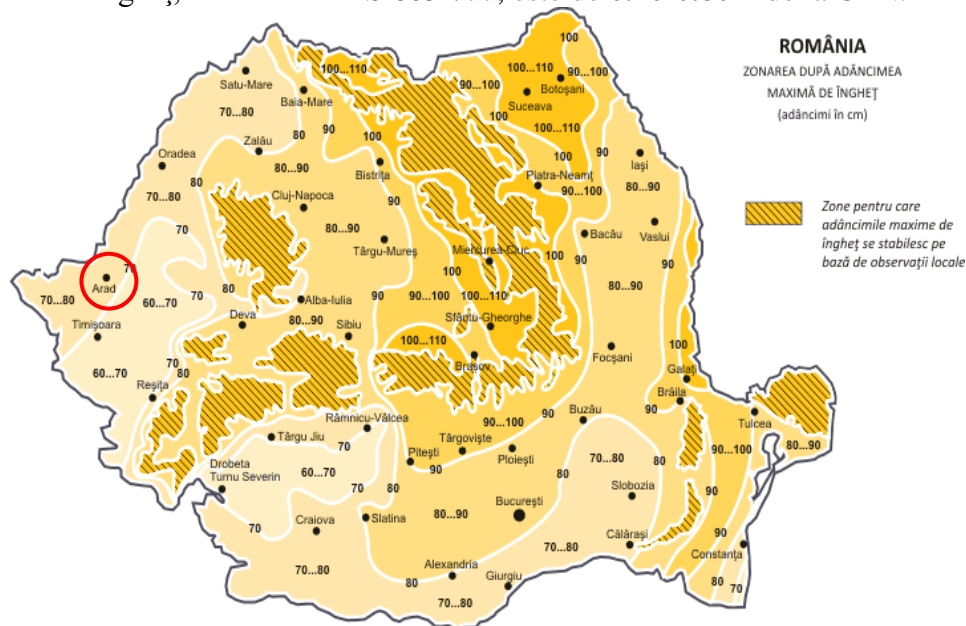 ROMÂNIA
ZONAREA DUPĂ ADÂNCIMEA
MAXIMĂ DE ÎNGHEŢ
(adâncimi în cm)
Zone pentru care
adâncimile maxime de
îngheţ se stabilesc pe
bază de observaţii locale
100
100...110
90...100
100...110
90...100
Satu-Mare
Botoşani
Baia-Mare
Suceava
70...80
90
100
100
100...110
80
80
90
Zalău
100
100
Iaşi
Oradea
80...90
Bistriţa
Piatra-Neamţ
80...90
70...80
80
90...100
Cluj-Napoca
90
70
80...90
Bacău
Vaslui
Târgu-Mureş
90
Miercurea-Ciuc
90
70
100
Arad
80
90
90...100
100...110
80...90
70...80
60...70
70
Alba-Iulia
Timişoara
Deva
80...90
Sibiu
Sfântu-Gheorghe
100...110
70
Focşani
100
60...70
80
Braşov
Galaţi
Reşiţa
90
Brăila
Râmnicu-Vâlcea
90...100
Buzău
Tulcea
Târgu Jiu
70
Târgovişte
90
90...100
80...90
Piteşti
90
Ploieşti
70...80
80
Drobeta
Turnu Severin
60...70
80
70
80
Slobozia
90
Bucureşti
70
Craiova
Slatina
80...90
90
Călăraşi
Constanţa
70...80
70...80
Alexandria
80
Giurgiu
80
70
70...80